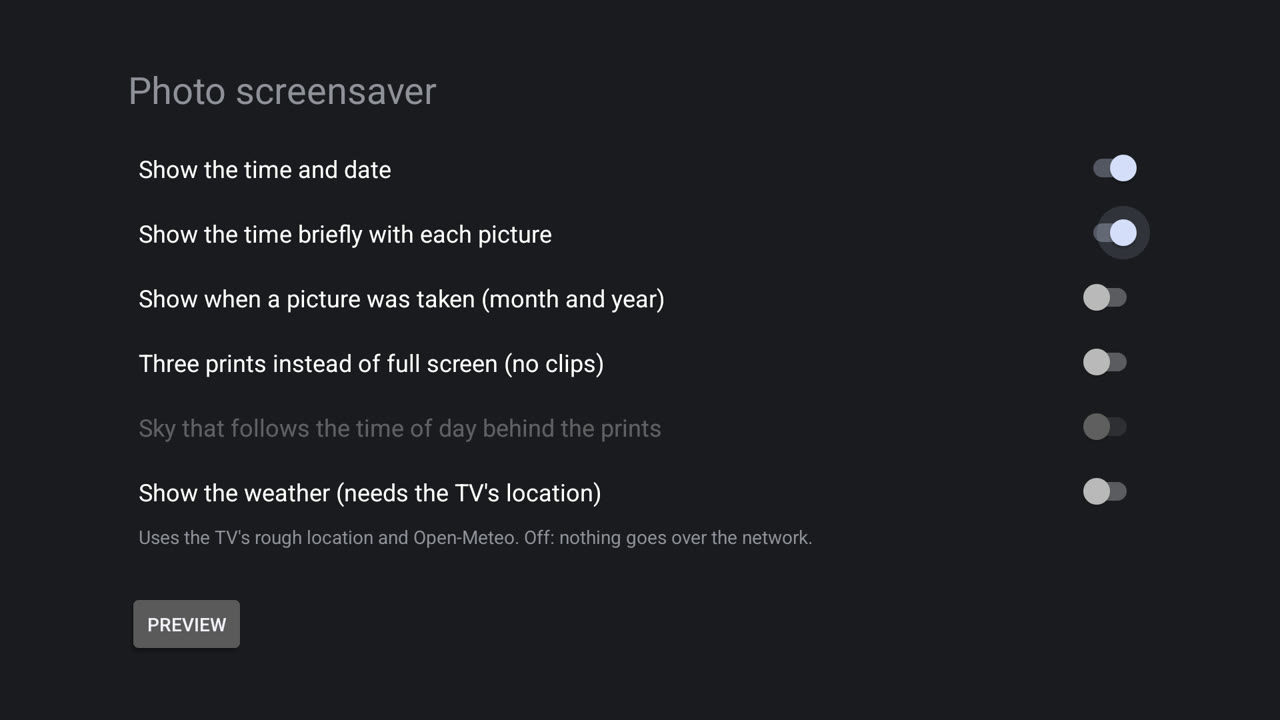 Photo screensaver
Show the time and date
Show the time briefly with each picture
Show when a picture was taken (month and year)
Three prints instead of full screen (no clips)
Sky that follows the time of day behind the prints
Show the weather (needs the TV's location)
Uses the TV's rough location and Open-Meteo. Off: nothing goes over the network.
PREVIEW